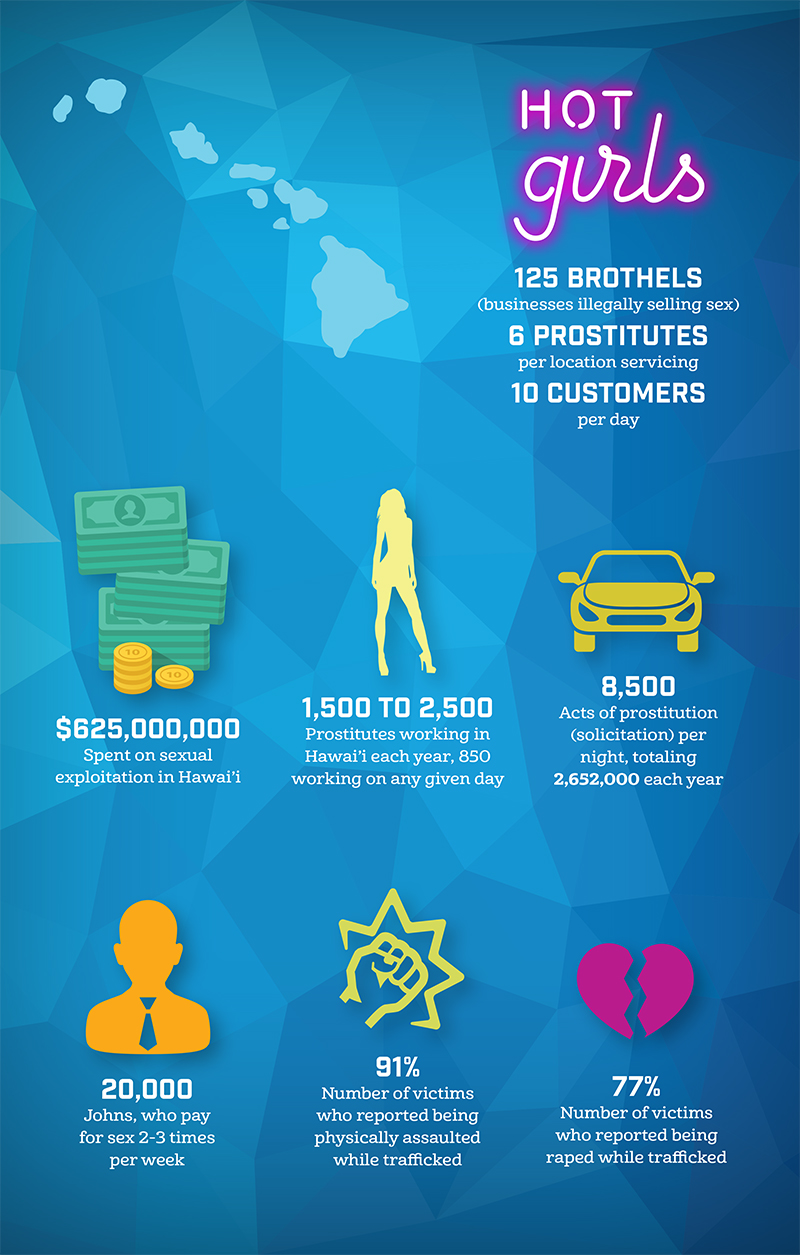 HOT
girls
125 BROTHELS
(businesses illegally selling sex)
6 PROSTITUTES
per location servicing
10 CUSTOMERS
per day
$625,000,000
Spent on sexual
exploitation in Hawai'i
1,500 TO 2,500
Prostitutes working in
Hawai'i each year, 850
working on any given day
8,500
Acts of prostitution
(solicitation) per
night, totaling
2,652,000 each year
20,000
Johns, who pay
for sex 2-3 times
per week
91%
Number of victims
who reported being
physically assaulted
while trafficked
77%
Number of victims
who reported being
raped while trafficked
10
10